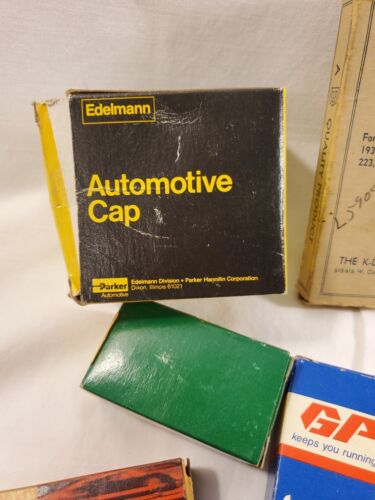 Edelmann
Automotive
Cap
Parker
Automotive
Edelmann Division • Parker Hannifin Corporation
Dixon, Illinois 61021
QUALITY PRODUCT
For
193
223,
THE K-D
keeps you running